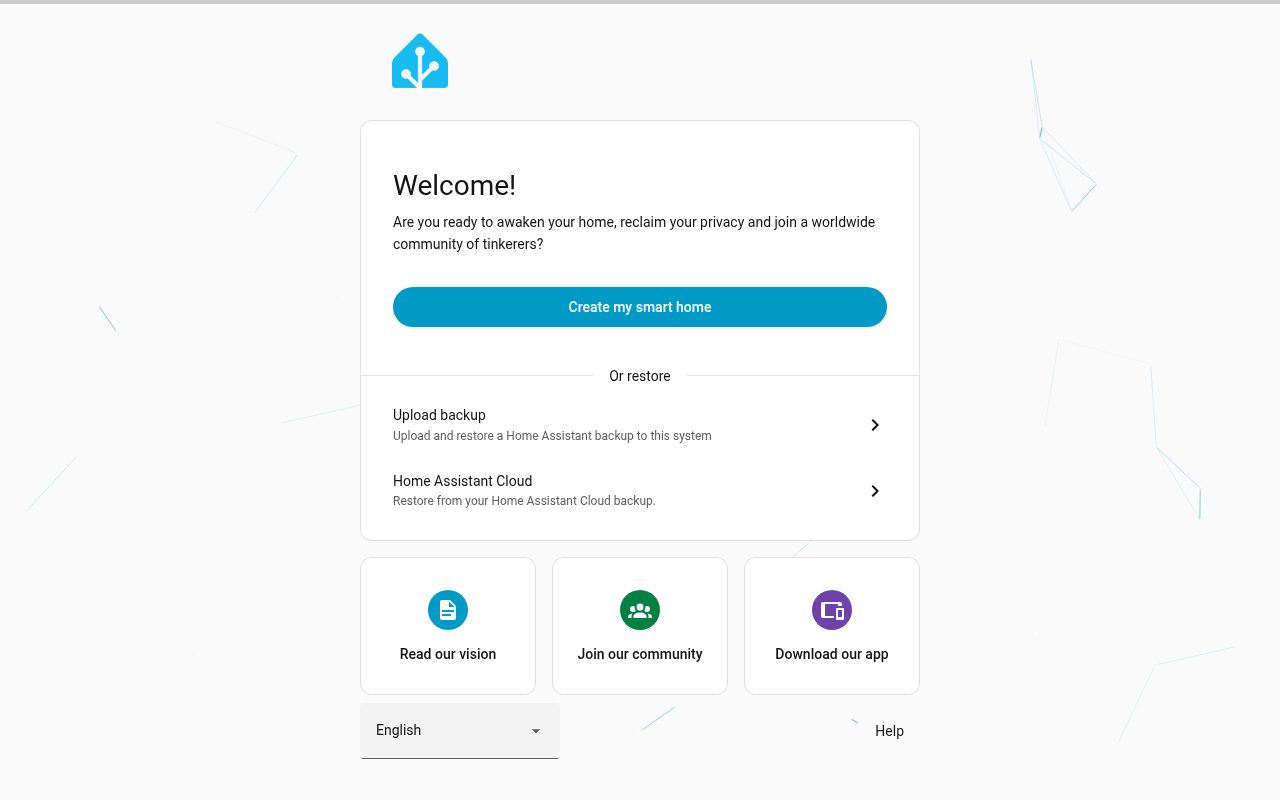 Welcome!
Are you ready to awaken your home, reclaim your privacy and join a worldwide
community of tinkerers?
Create my smart home
Or restore
Upload backup
Upload and restore a Home Assistant backup to this system
Home Assistant Cloud
Restore from your Home Assistant Cloud backup.
Read our vision
Join our community
Download our app
English
Help